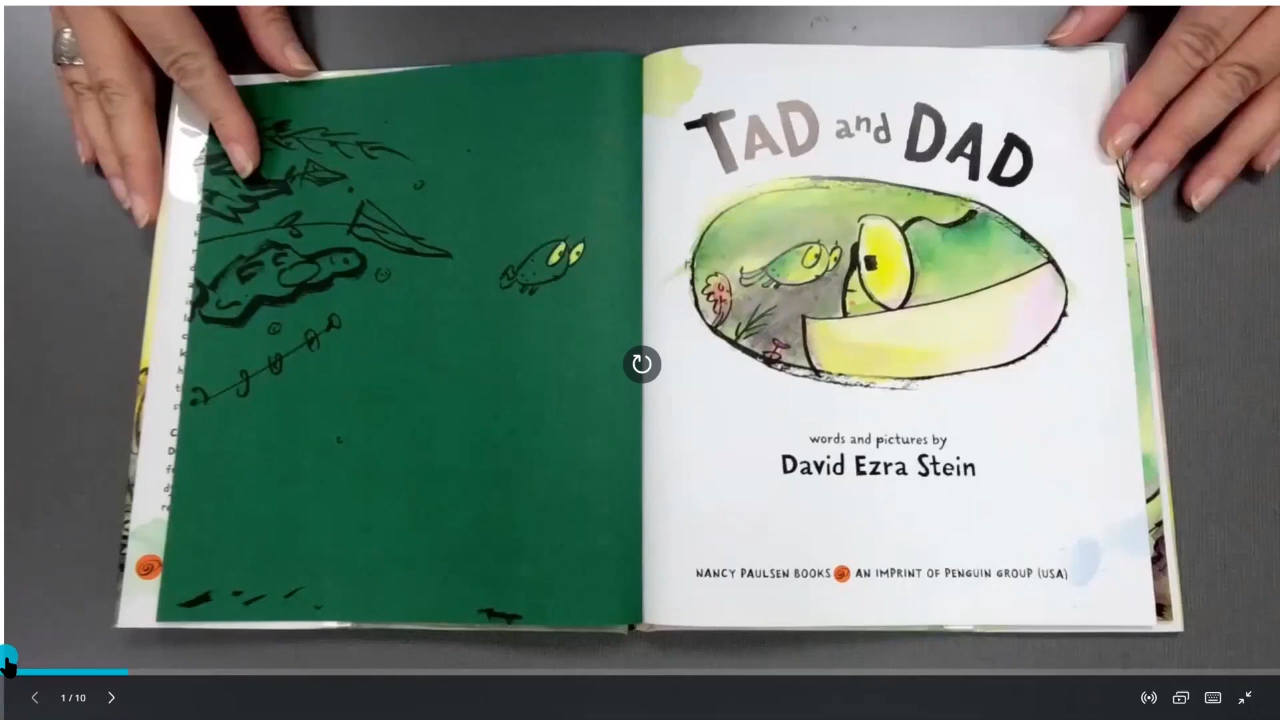 TAD and DAD
words and pictures by
David Ezra Stein
NANCY PAULSEN BOOKS AN IMPRINT OF PENGUIN GROUP (USA)
1 / 10